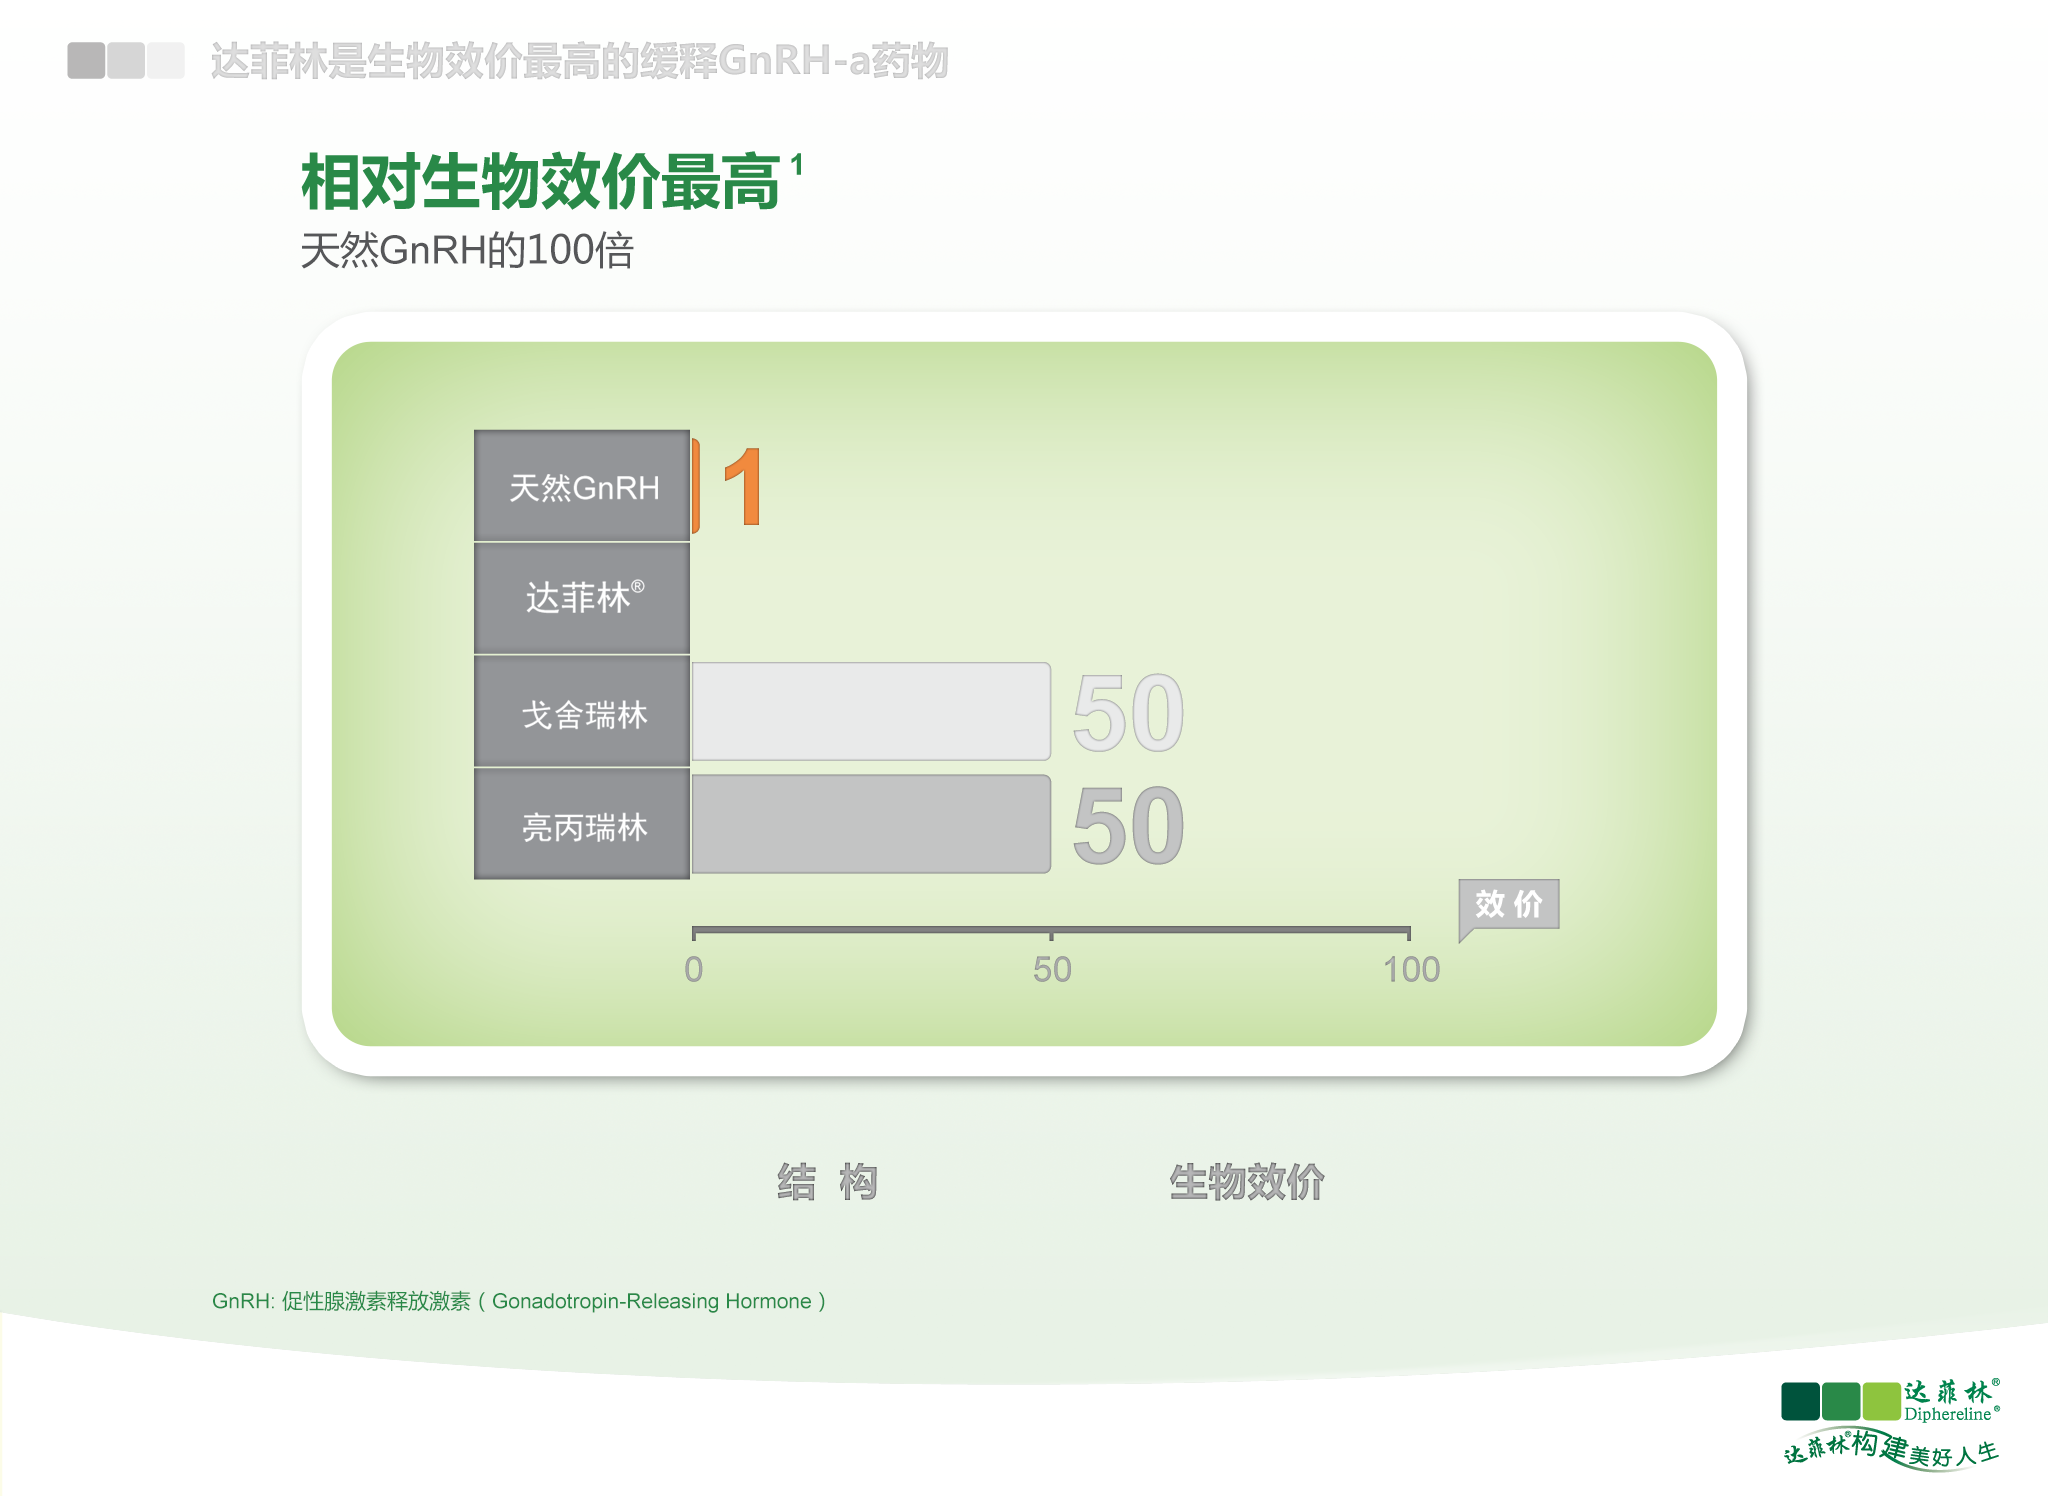 达菲林是生物效价最高的缓释GnRH-a药物
相对生物效价最高1
天然GnRH的100倍
天然GnRH
1
达菲林®
戈舍瑞林
50
亮丙瑞林
50
效价
0 50 100
结 构 生物效价
GnRH: 促性腺激素释放激素（Gonadotropin-Releasing Hormone）
达菲林®
Diphereline®
达菲林®构建美好人生